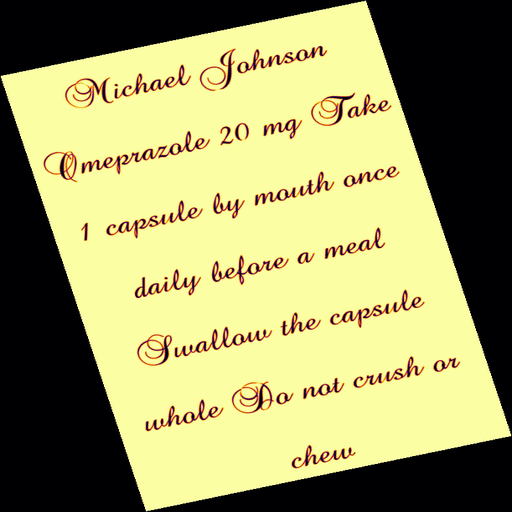 Michael Johnson
Omeprazole 20 mg Take
1 capsule by mouth once
daily before a meal
Swallow the capsule
whole Do not crush or
chew